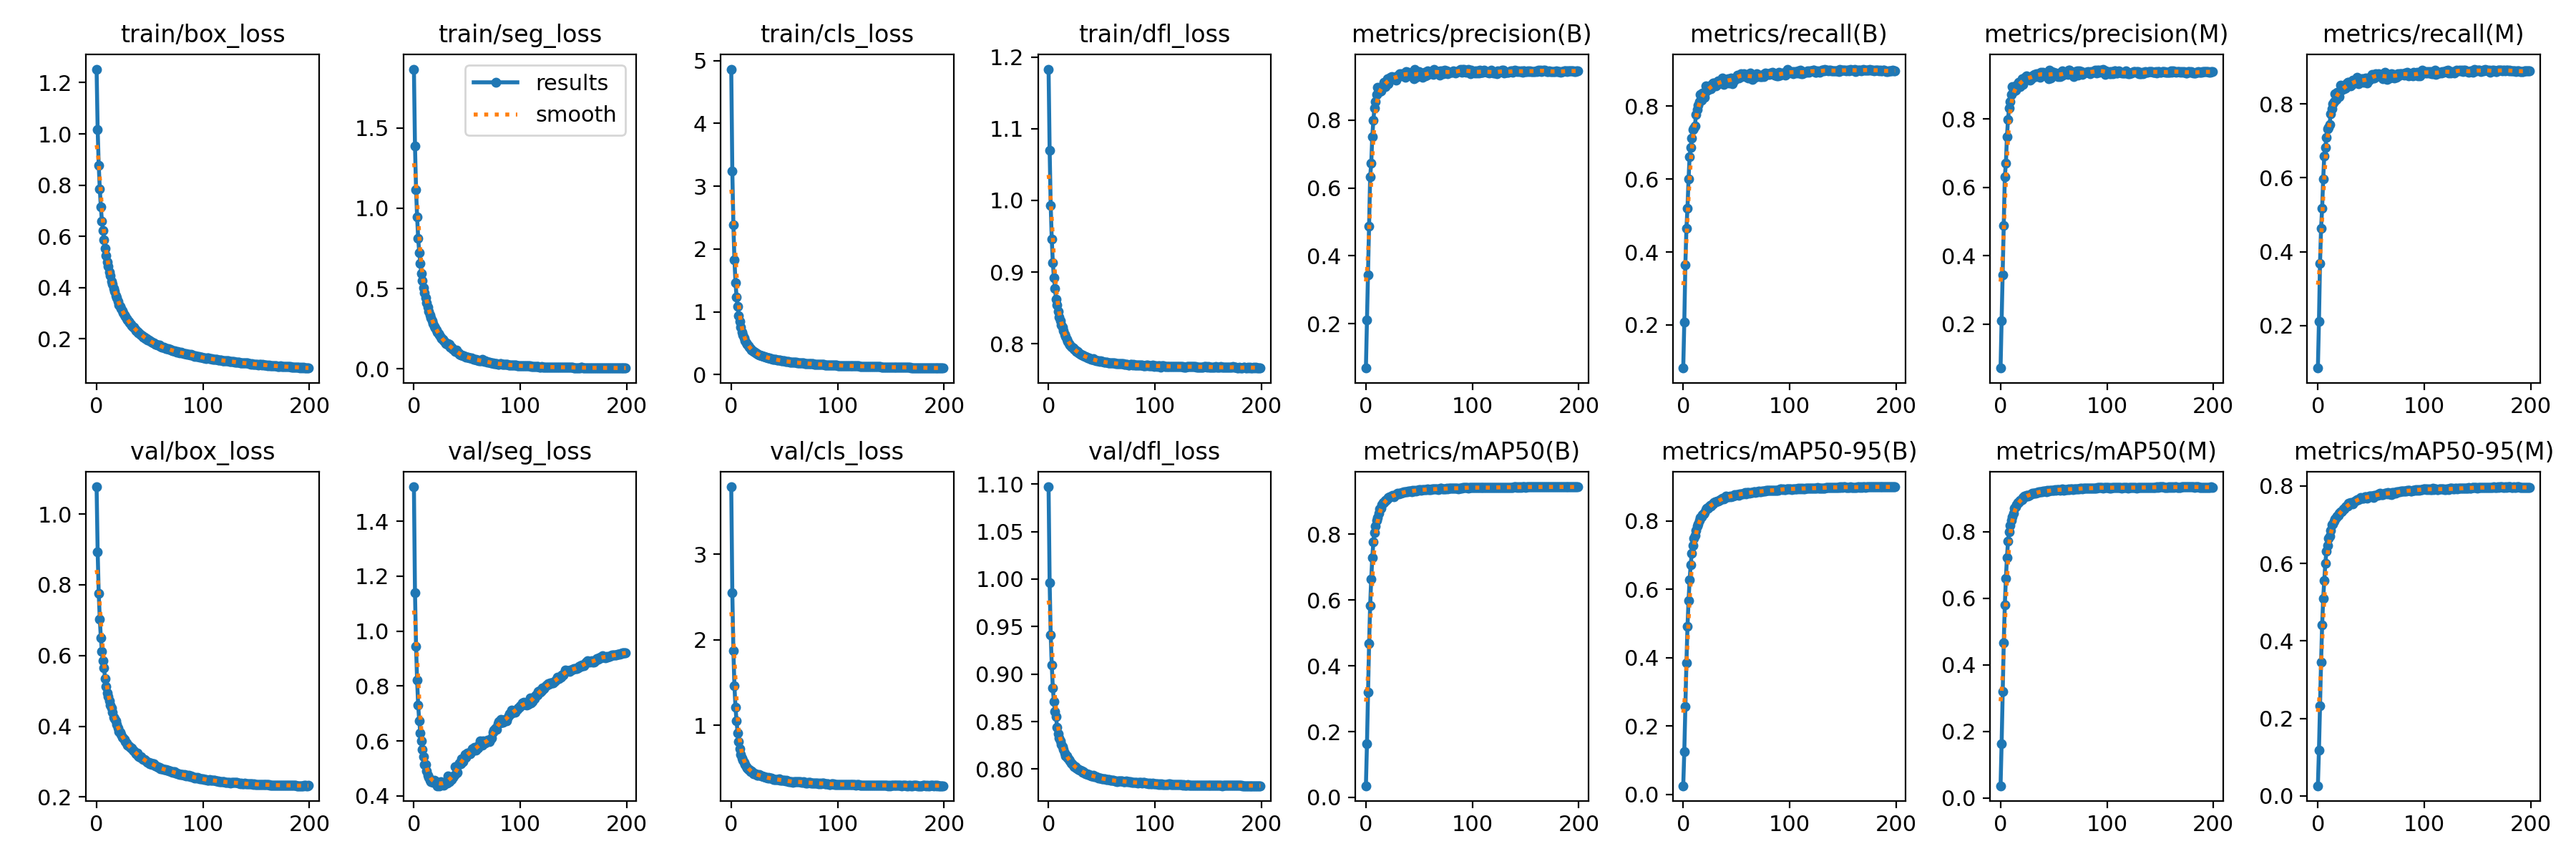 train/box_loss
1.2
1.0
0.8
0.6
0.4
0.2
0 100 200
train/seg_loss
results
smooth
1.5
1.0
0.5
0.0
0 100 200
train/cls_loss
5
4
3
2
1
0
0 100 200
train/dfl_loss
1.2
1.1
1.0
0.9
0.8
0 100 200
metrics/precision(B)
0.8
0.6
0.4
0.2
0 100 200
metrics/recall(B)
0.8
0.6
0.4
0.2
0 100 200
metrics/precision(M)
0.8
0.6
0.4
0.2
0 100 200
metrics/recall(M)
0.8
0.6
0.4
0.2
0 100 200
val/box_loss
1.0
0.8
0.6
0.4
0.2
0 100 200
val/seg_loss
1.4
1.2
1.0
0.8
0.6
0.4
0 100 200
val/cls_loss
3
2
1
0 100 200
val/dfl_loss
1.10
1.05
1.00
0.95
0.90
0.85
0.80
0 100 200
metrics/mAP50(B)
0.8
0.6
0.4
0.2
0.0
0 100 200
metrics/mAP50-95(B)
0.8
0.6
0.4
0.2
0.0
0 100 200
metrics/mAP50(M)
0.8
0.6
0.4
0.2
0.0
0 100 200
metrics/mAP50-95(M)
0.8
0.6
0.4
0.2
0.0
0 100 200